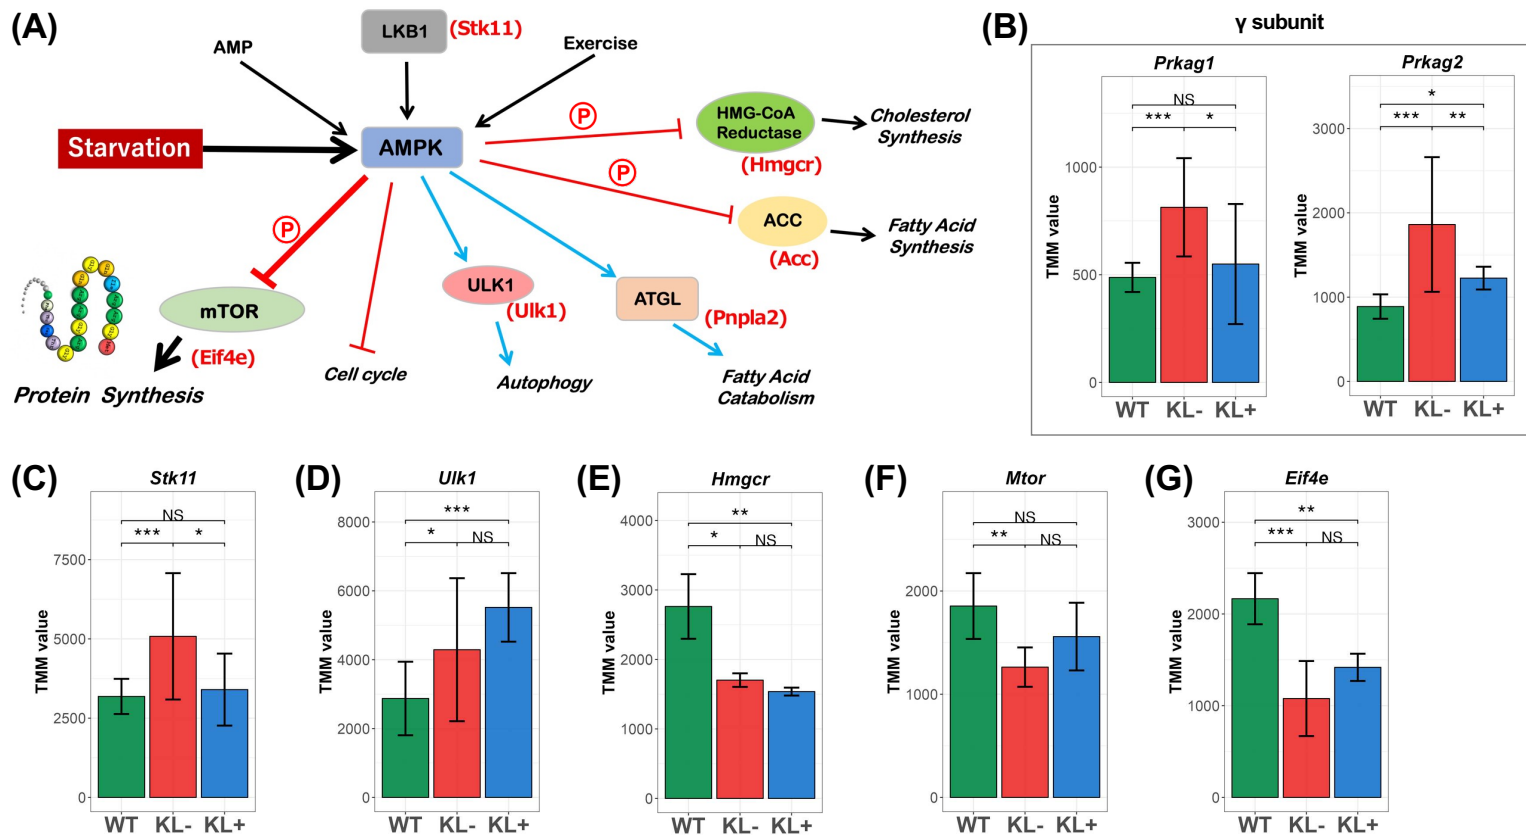 (A)
LKB1
(Stk11)
AMP
Exercise
Starvation
AMPK
P
HMG-CoA
Reductase
(Hmgcr)
Cholesterol
Synthesis
P
ACC
(Acc)
Fatty Acid
Synthesis
P
mTOR
(Eif4e)
Protein Synthesis
Cell cycle
ULK1
(Ulk1)
Autophogy
ATGL
(Pnpla2)
Fatty Acid
Catabolism
(B)
γ subunit
Prkag1
NS
***
*
TMM value
1000
500
0
WT KL- KL+
Prkag2
*
***
**
TMM value
3000
2000
1000
0
WT KL- KL+
(C)
Stk11
NS
***
*
TMM value
7500
5000
2500
0
WT KL- KL+
(D)
Ulk1
***
*
NS
TMM value
8000
6000
4000
2000
0
WT KL- KL+
(E)
Hmgcr
**
*
NS
TMM value
4000
3000
2000
1000
0
WT KL- KL+
(F)
Mtor
NS
**
NS
TMM value
2000
1000
0
WT KL- KL+
(G)
Eif4e
**
***
NS
TMM value
3000
2000
1000
0
WT KL- KL+